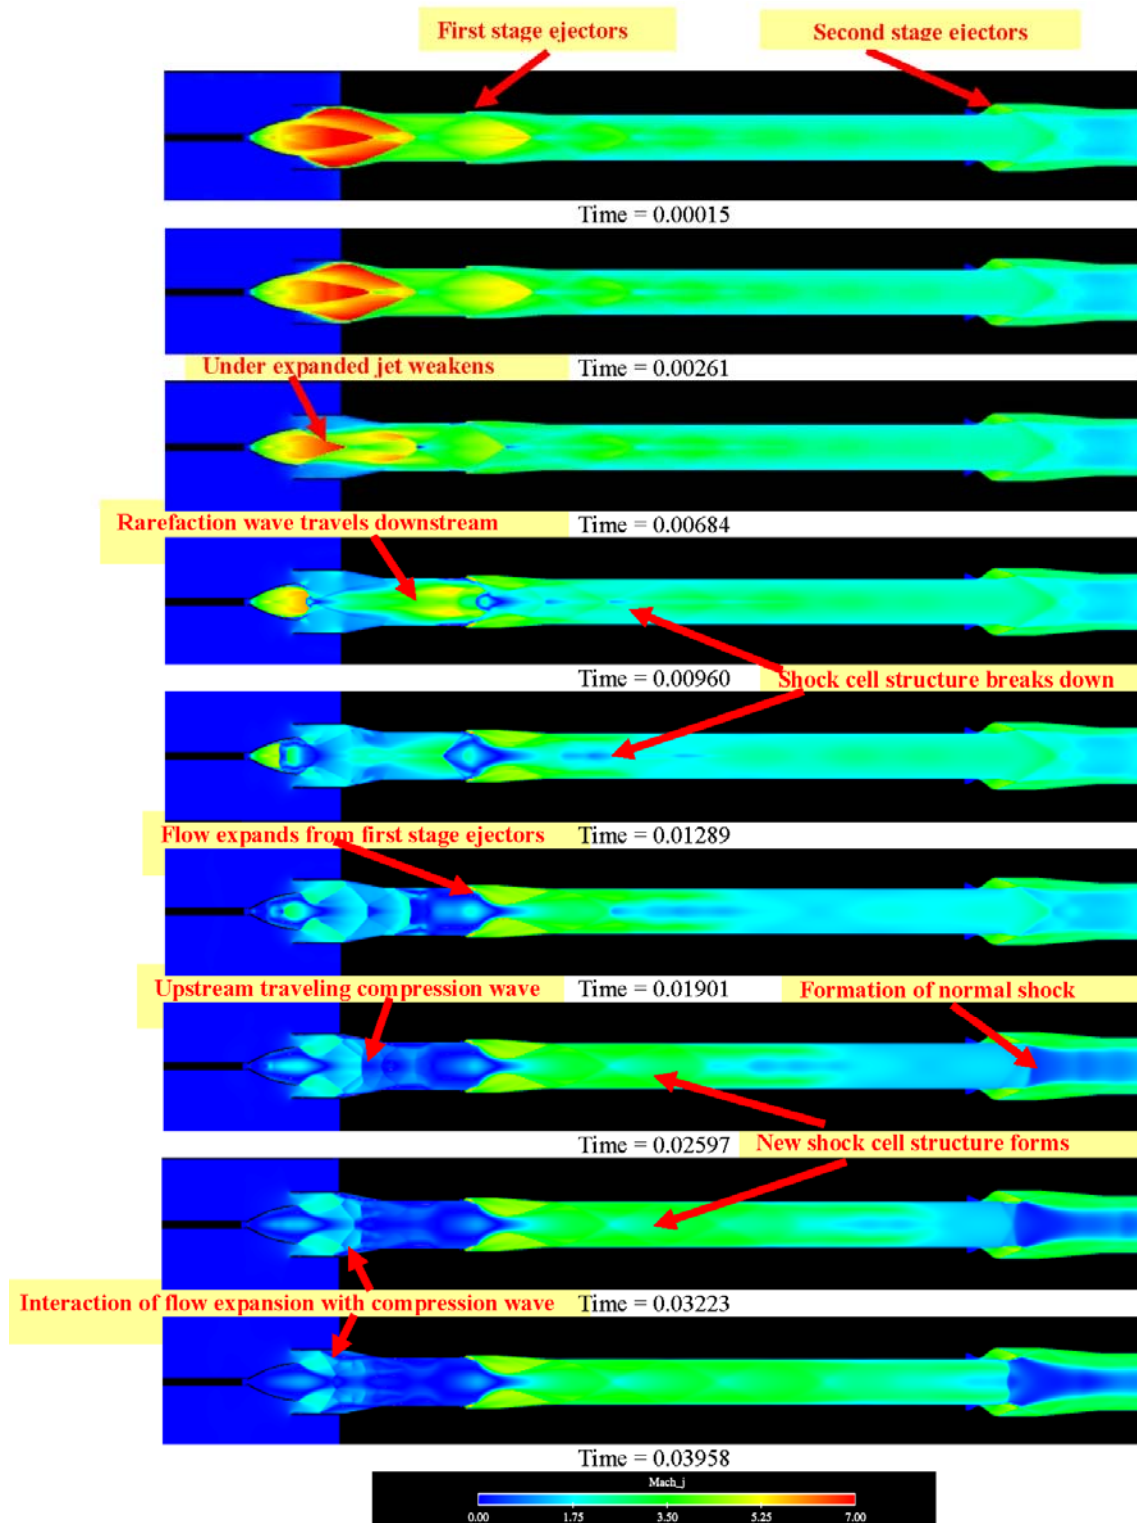 First stage ejectors
Second stage ejectors
Time = 0.00015
Time = 0.00261
Under expanded jet weakens
Time = 0.00684
Rarefaction wave travels downstream
Time = 0.00960
Shock cell structure breaks down
Time = 0.01289
Flow expands from first stage ejectors
Time = 0.01901
Upstream traveling compression wave
Formation of normal shock
Time = 0.02597
New shock cell structure forms
Time = 0.03223
Interaction of flow expansion with compression wave
Time = 0.03958
Mach_j
0.00 1.75 3.50 5.25 7.00